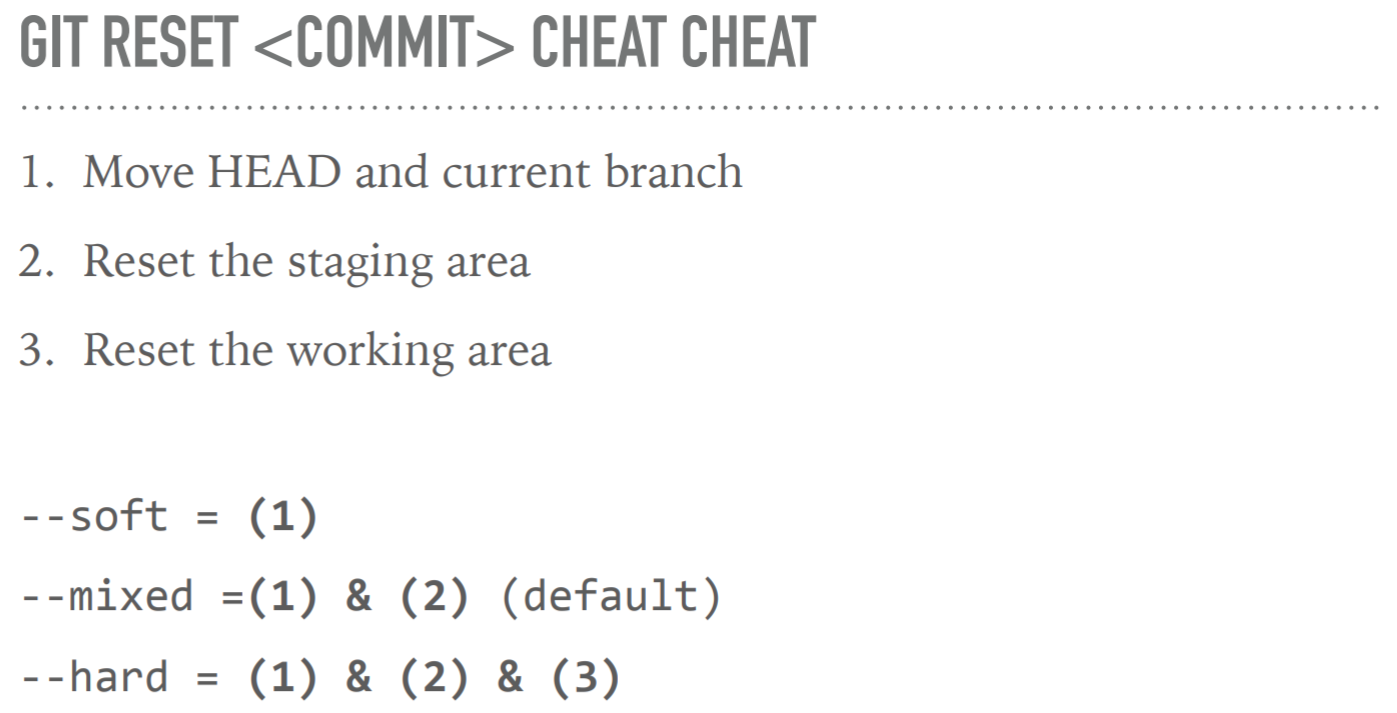 GIT RESET <COMMIT> CHEAT CHEAT
1. Move HEAD and current branch
2. Reset the staging area
3. Reset the working area
--soft = (1)
--mixed =(1) & (2) (default)
--hard = (1) & (2) & (3)